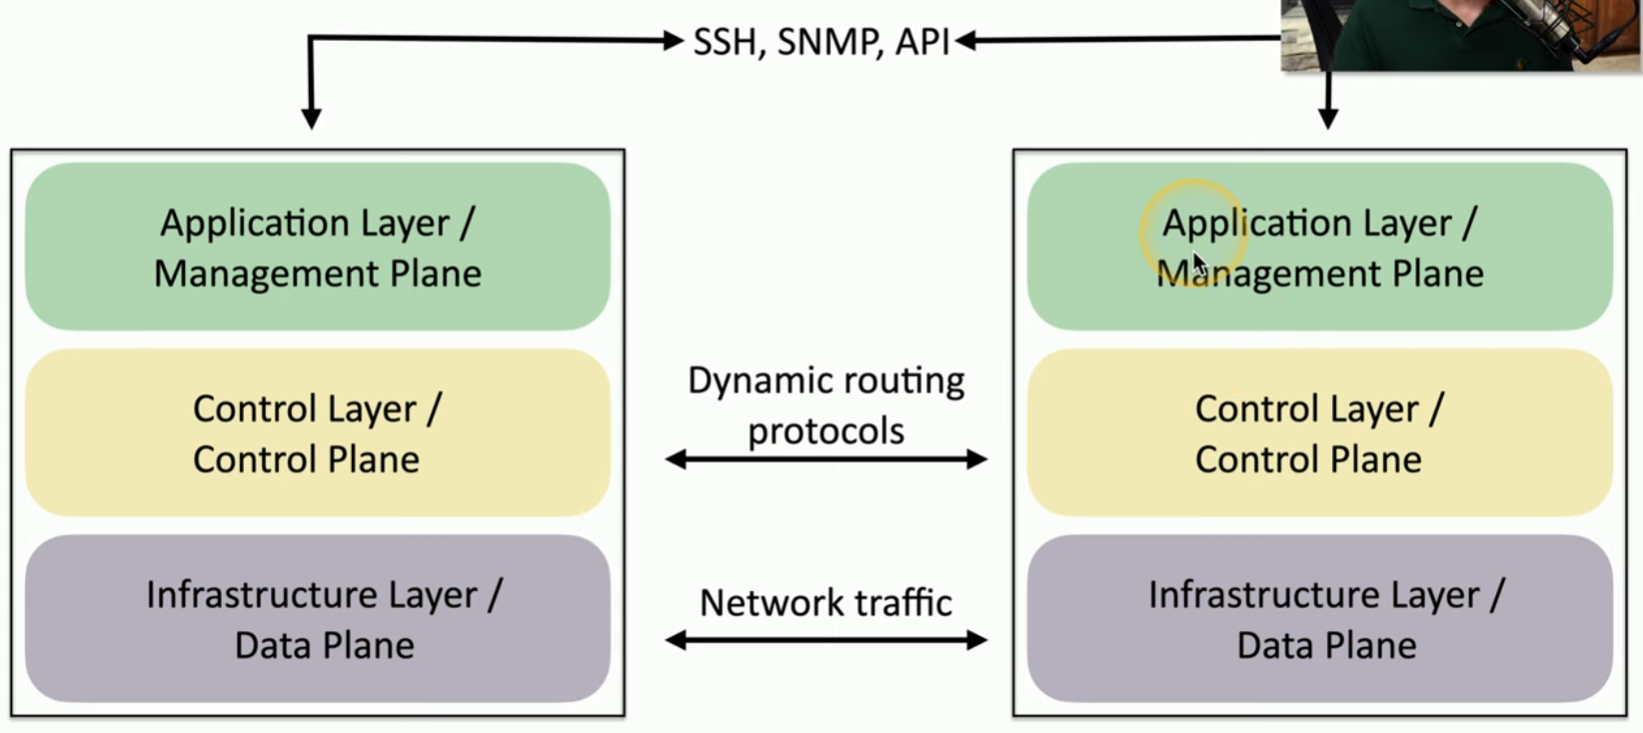 SSH, SNMP, API
Application Layer /
Management Plane
Application Layer /
Management Plane
Dynamic routing
protocols
Control Layer /
Control Plane
Control Layer /
Control Plane
Network traffic
Infrastructure Layer /
Data Plane
Infrastructure Layer /
Data Plane